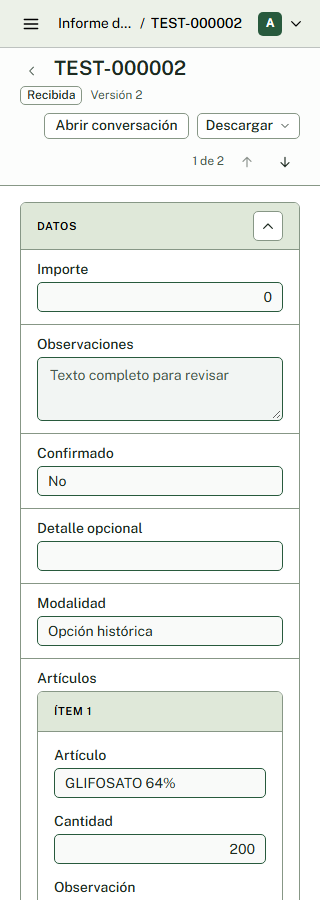 Informe d... / TEST-000002 A
TEST-000002
Recibida Versión 2
Abrir conversación Descargar
1 de 2
DATOS
Importe
0
Observaciones
Texto completo para revisar
Confirmado
No
Detalle opcional
Modalidad
Opción histórica
Artículos
ÍTEM 1
Artículo
GLIFOSATO 64%
Cantidad
200
Observación